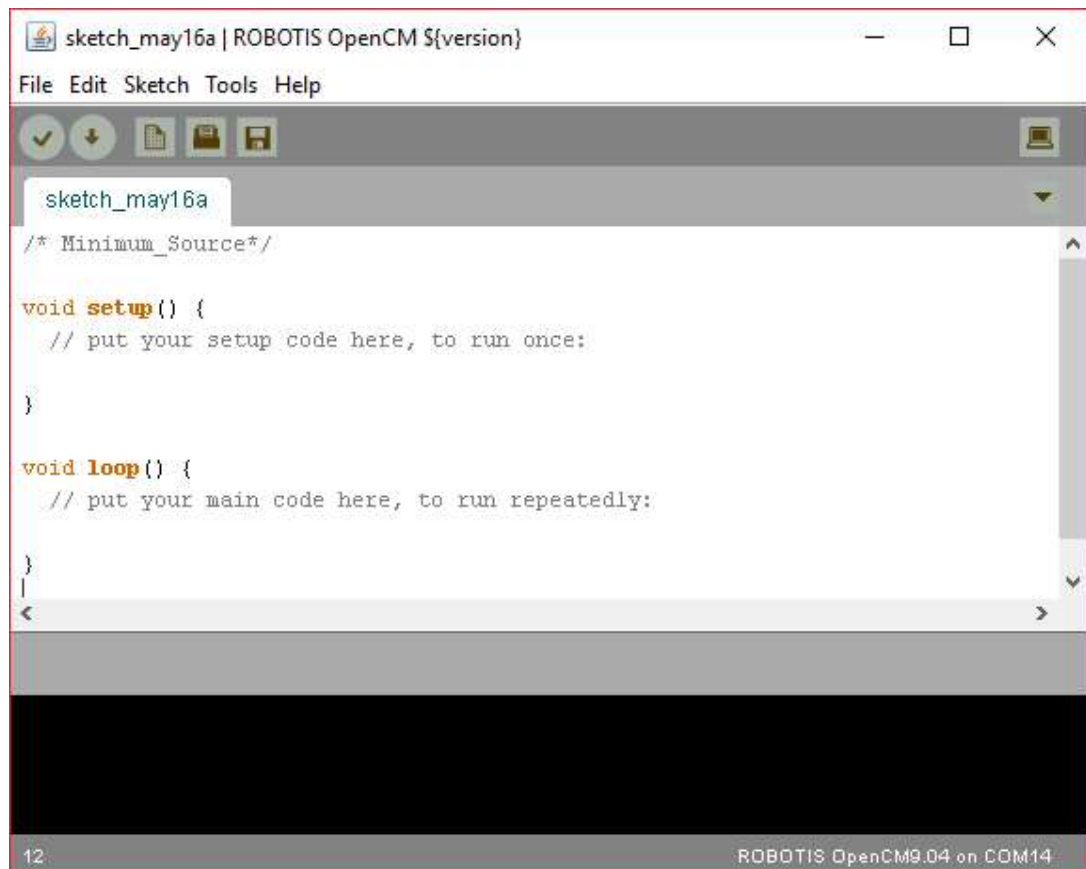 sketch_may16a | ROBOTIS OpenCM ${version}
File Edit Sketch Tools Help
sketch_may16a
/* Minimum_Source*/
void setup() {
  // put your setup code here, to run once:
}
void loop() {
  // put your main code here, to run repeatedly:
}
12 ROBOTIS OpenCM9.04 on COM14